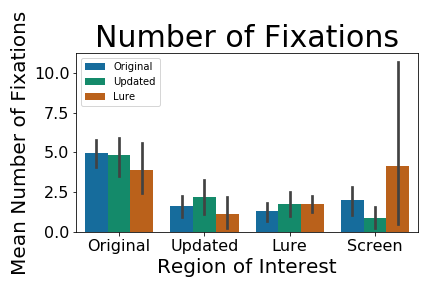 Number of Fixations
Mean Number of Fixations
10.0
7.5
5.0
2.5
0.0
Original
Updated
Lure
Original Updated Lure Screen
Region of Interest